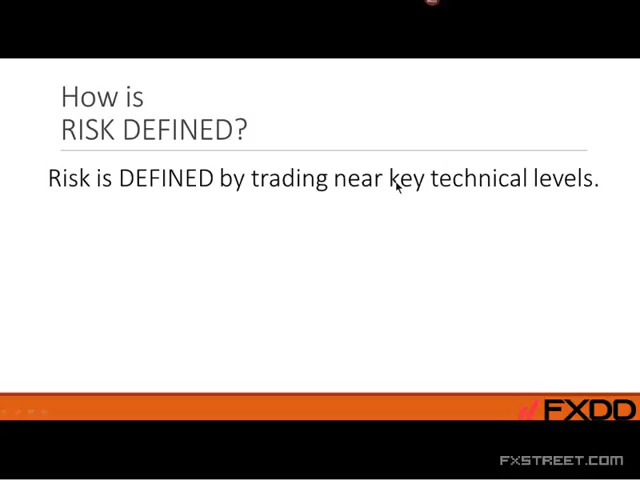 How is
RISK DEFINED?
Risk is DEFINED by trading near key technical levels.
FXDD
FXSTREET.COM